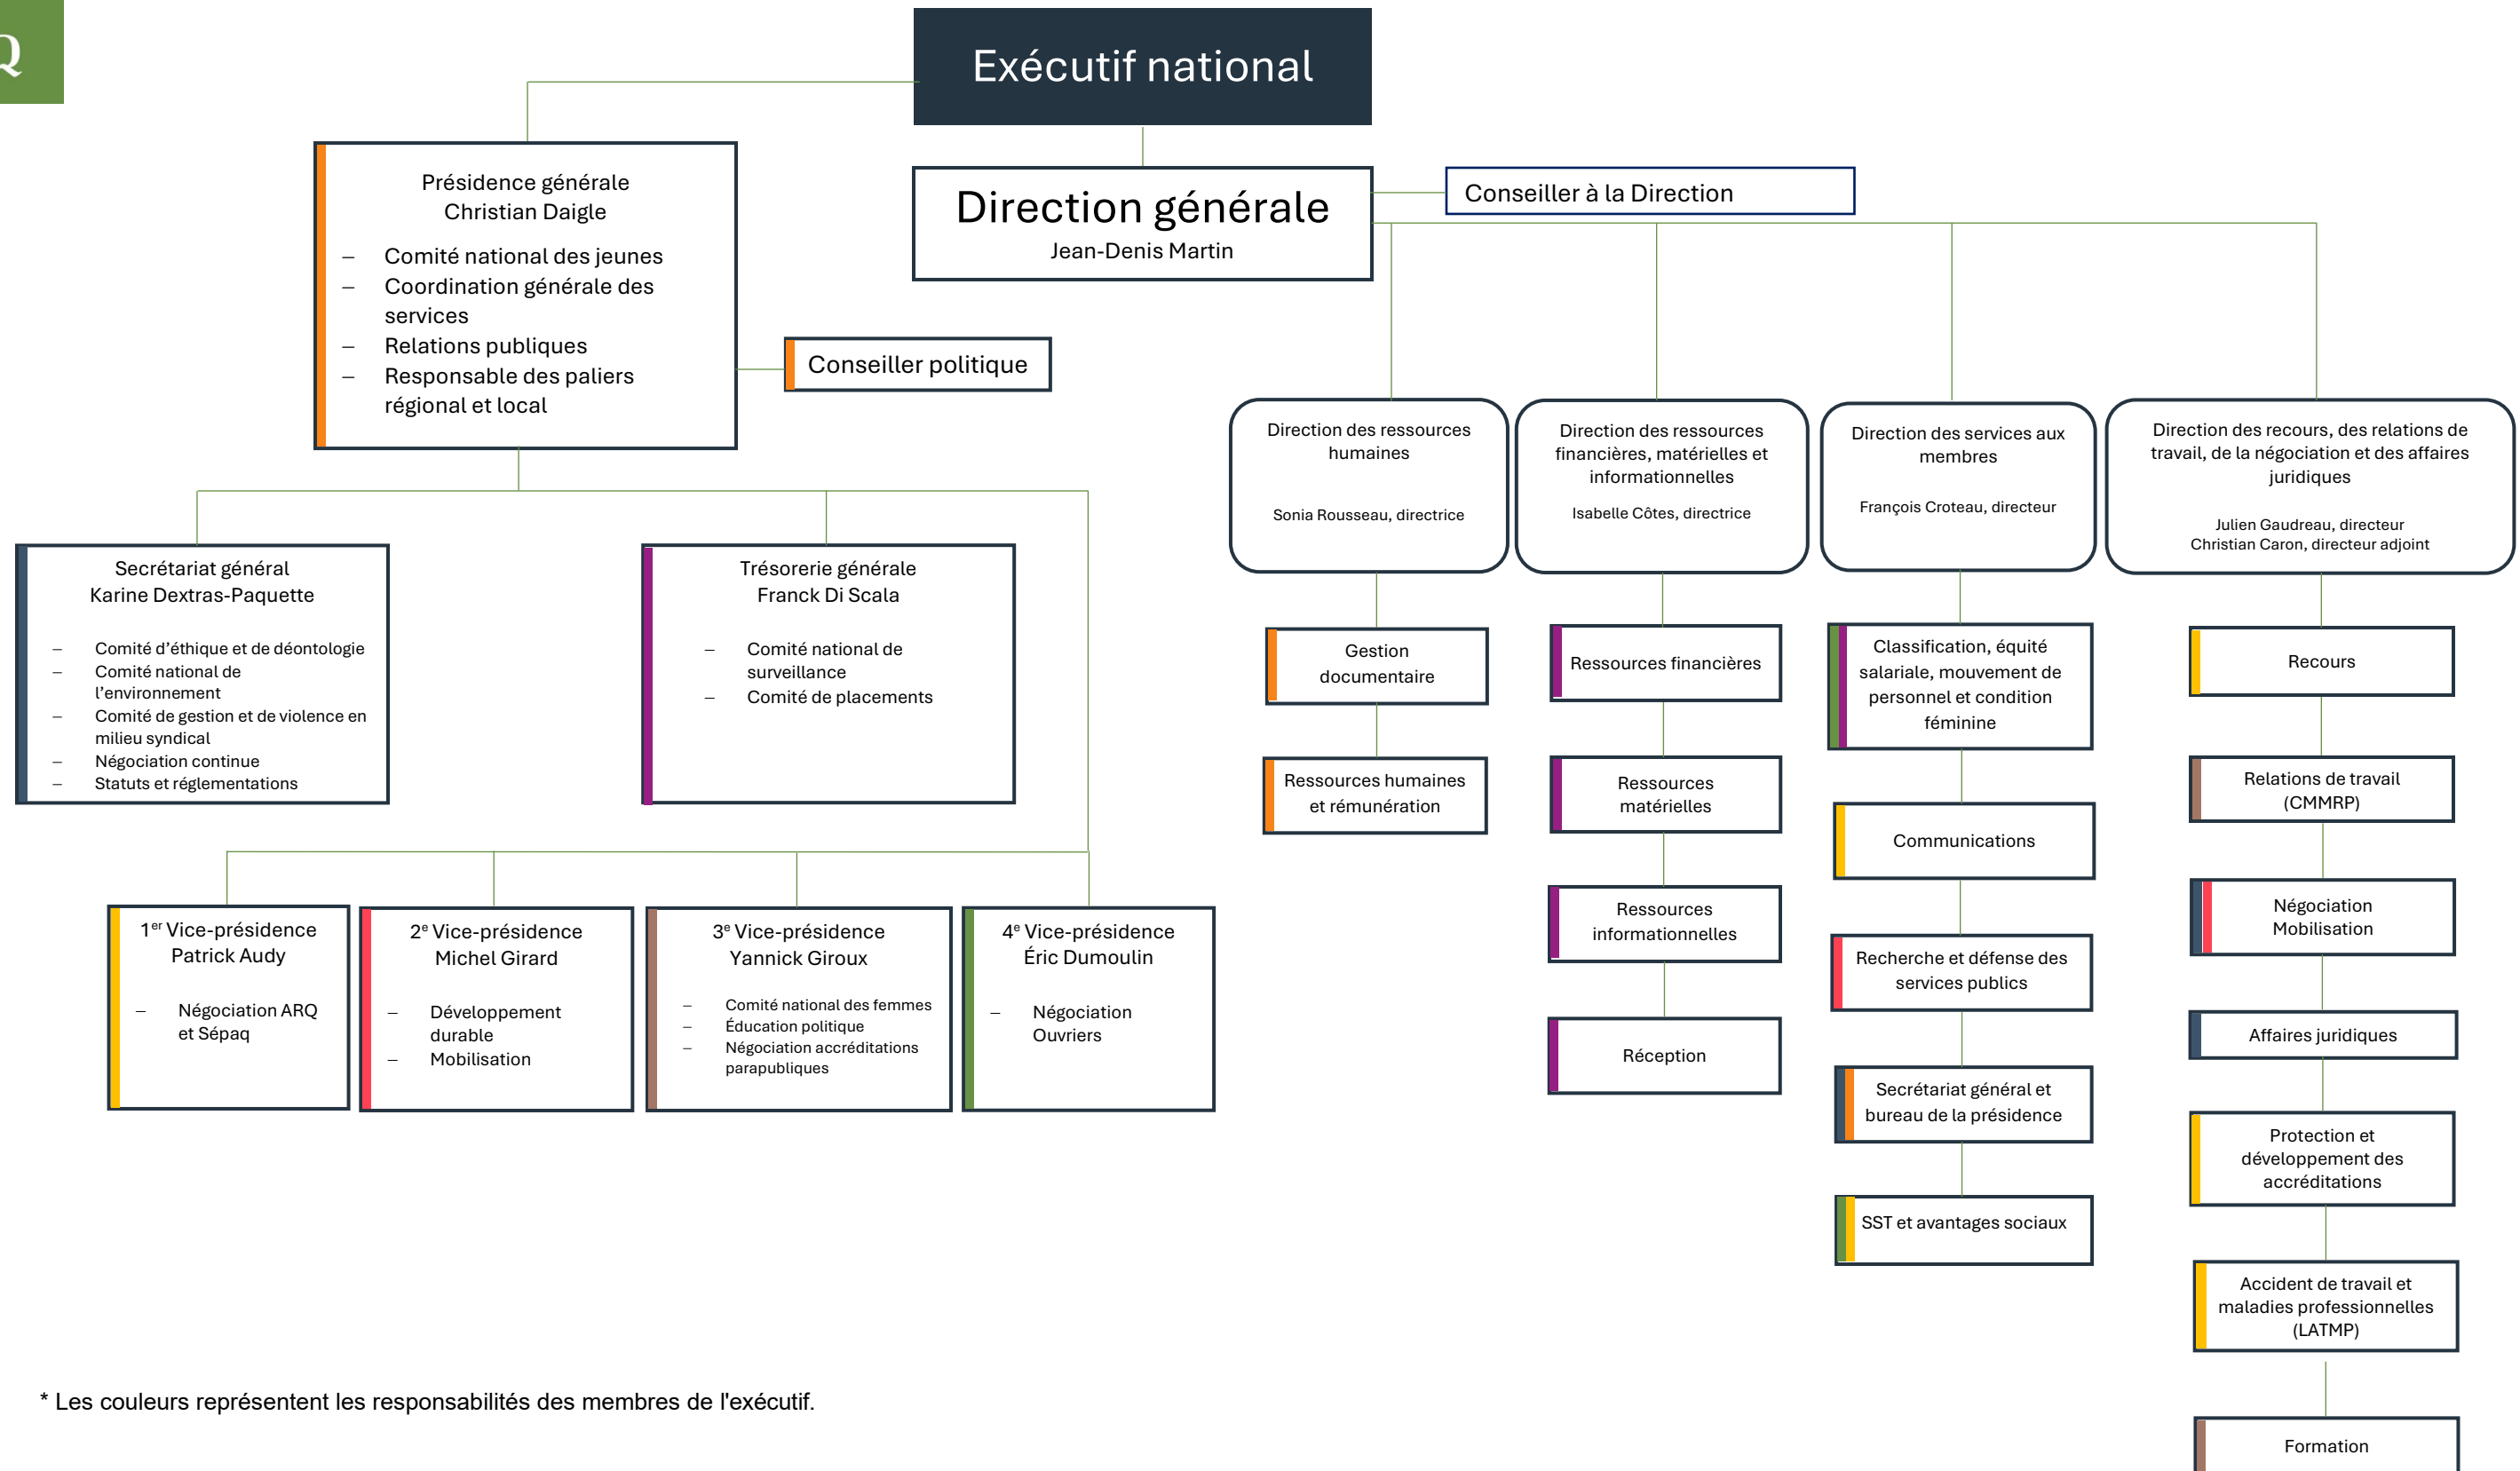 Q
Exécutif national
Présidence générale
Christian Daigle
– Comité national des jeunes
– Coordination générale des
services
– Relations publiques
– Responsable des paliers
régional et local
Direction générale
Jean-Denis Martin
Conseiller à la Direction
Conseiller politique
Secrétariat général
Karine Dextras-Paquette
– Comité d’éthique et de déontologie
– Comité national de
l’environnement
– Comité de gestion et de violence en
milieu syndical
– Négociation continue
– Statuts et réglementations
Trésorerie générale
Franck Di Scala
– Comité national de
surveillance
– Comité de placements
1er Vice-présidence
Patrick Audy
– Négociation ARQ
et Sépaq
2e Vice-présidence
Michel Girard
– Développement
durable
– Mobilisation
3e Vice-présidence
Yannick Giroux
– Comité national des femmes
– Éducation politique
– Négociation accréditations
parapubliques
4e Vice-présidence
Éric Dumoulin
– Négociation
Ouvriers
Direction des ressources
humaines
Sonia Rousseau, directrice
Gestion
documentaire
Ressources humaines
et rémunération
Direction des ressources
financières, matérielles et
informationnelles
Isabelle Côtes, directrice
Ressources financières
Ressources
matérielles
Ressources
informationnelles
Réception
Direction des services aux
membres
François Croteau, directeur
Classification, équité
salariale, mouvement de
personnel et condition
féminine
Communications
Recherche et défense des
services publics
Secrétariat général et
bureau de la présidence
SST et avantages sociaux
Direction des recours, des relations de
travail, de la négociation et des affaires
juridiques
Julien Gaudreau, directeur
Christian Caron, directeur adjoint
Recours
Relations de travail
(CMMRP)
Négociation
Mobilisation
Affaires juridiques
Protection et
développement des
accréditations
Accident de travail et
maladies professionnelles
(LATMP)
Formation
* Les couleurs représentent les responsabilités des membres de l'exécutif.